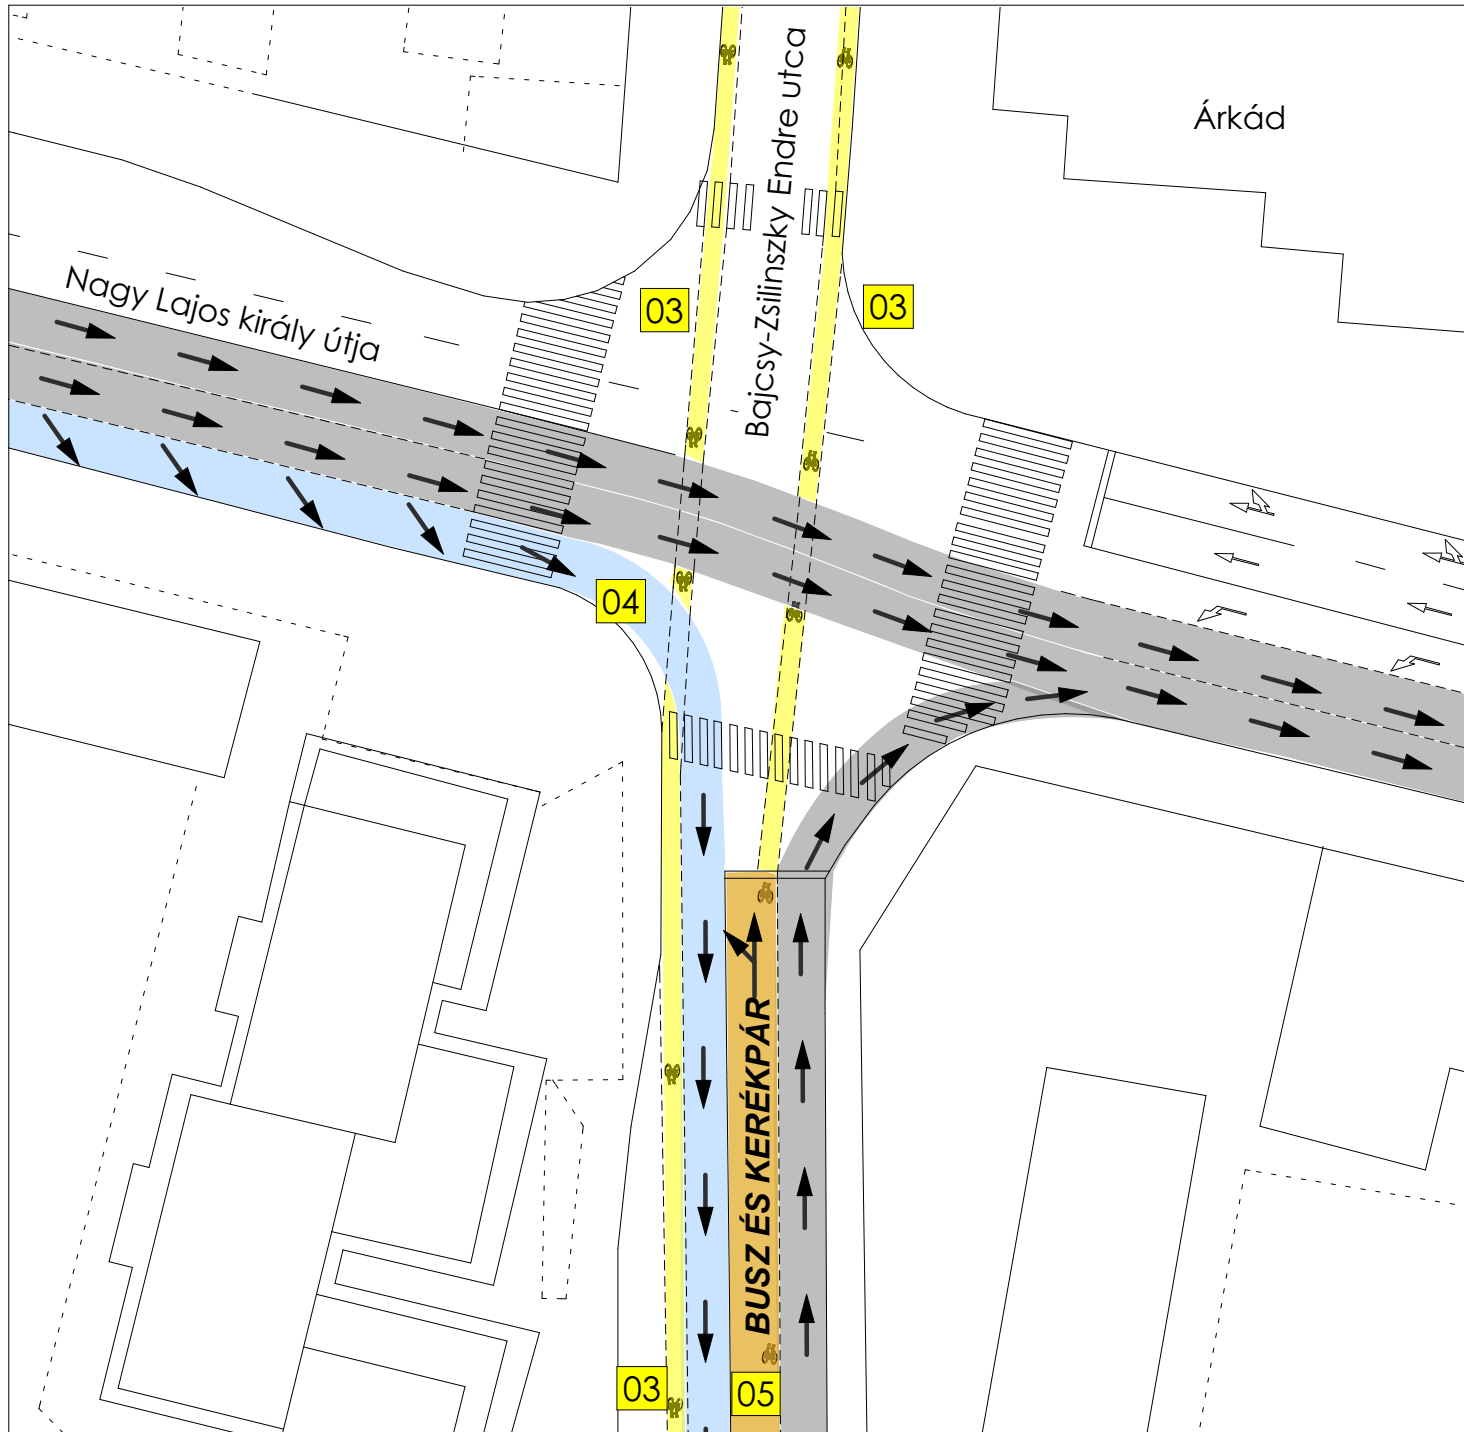 Árkád
Bajcsy-Zsilinszky Endre utca
Nagy Lajos király útja
03
03
04
BUSZ ÉS KERÉKPÁR
03
05